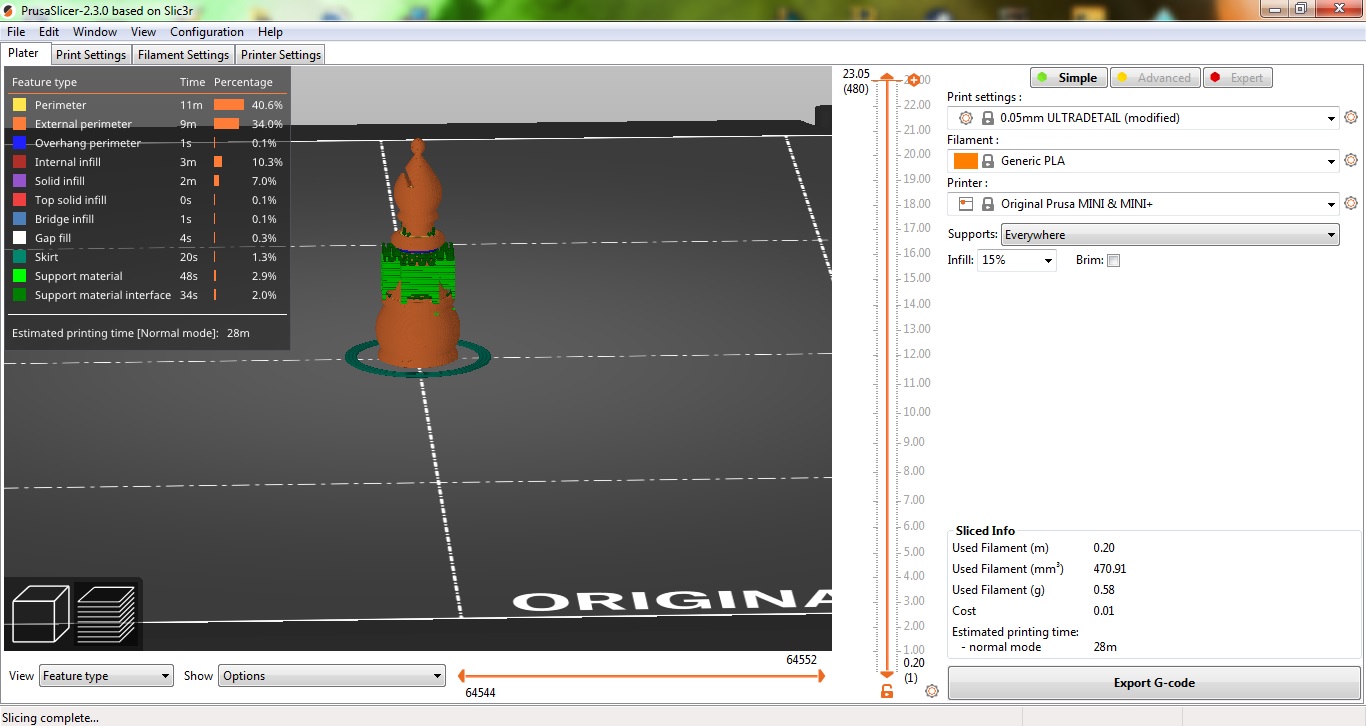 PrusaSlicer-2.3.0 based on Slic3r
File Edit Window View Configuration Help
Plater Print Settings Filament Settings Printer Settings
Feature type Time Percentage
Perimeter 11m 40.6%
External perimeter 9m 34.0%
Overhang perimeter 1s 0.1%
Internal infill 3m 10.3%
Solid infill 2m 7.0%
Top solid infill 0s 0.1%
Bridge infill 1s 0.1%
Gap fill 4s 0.3%
Skirt 20s 1.3%
Support material 48s 2.9%
Support material interface 34s 2.0%
Estimated printing time [Normal mode]: 28m
ORIGINA
View Feature type Show Options
64552
64544
23.05
(480)
22.00
21.00
20.00
19.00
18.00
17.00
16.00
15.00
14.00
13.00
12.00
11.00
10.00
9.00
8.00
7.00
6.00
5.00
4.00
3.00
2.00
1.00
0.20
(1)
Simple Advanced Expert
Print settings :
0.05mm ULTRADETAIL (modified)
Filament :
Generic PLA
Printer :
Original Prusa MINI & MINI+
Supports: Everywhere
Infill: 15% Brim:
Sliced Info
Used Filament (m) 0.20
Used Filament (mm³) 470.91
Used Filament (g) 0.58
Cost 0.01
Estimated printing time:
- normal mode 28m
Export G-code
Slicing complete...